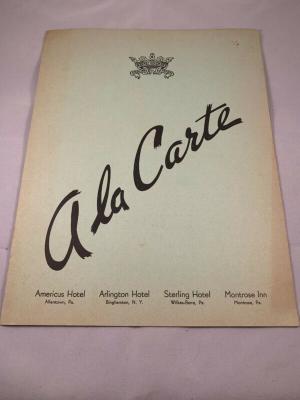 A la Carte
Americus Hotel Arlington Hotel Sterling Hotel Montrose Inn
Allentown, Pa. Binghamton, N. Y. Wilkes-Barre, Pa. Montrose, Pa.